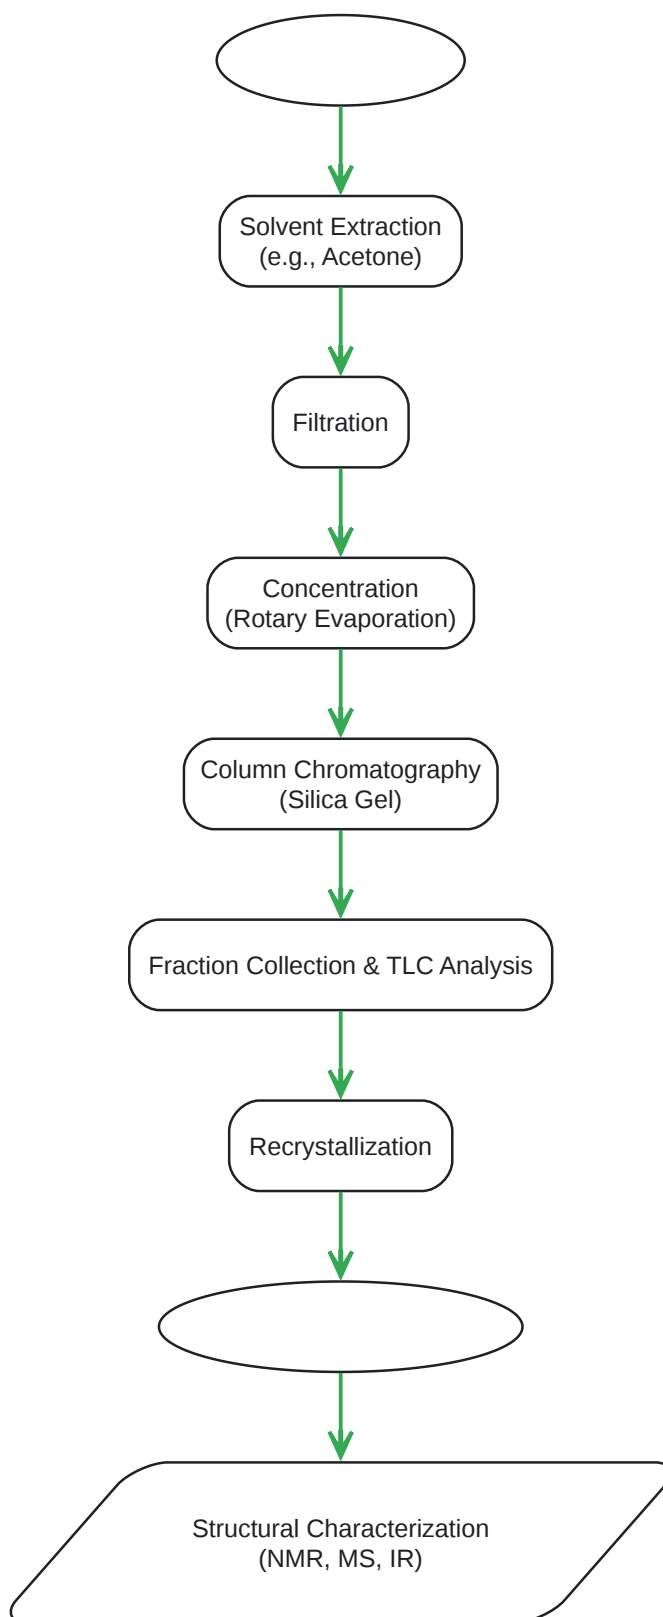 Solvent Extraction
(e.g., Acetone)
Filtration
Concentration
(Rotary Evaporation)
Column Chromatography
(Silica Gel)
Fraction Collection & TLC Analysis
Recrystallization
Structural Characterization
(NMR, MS, IR)